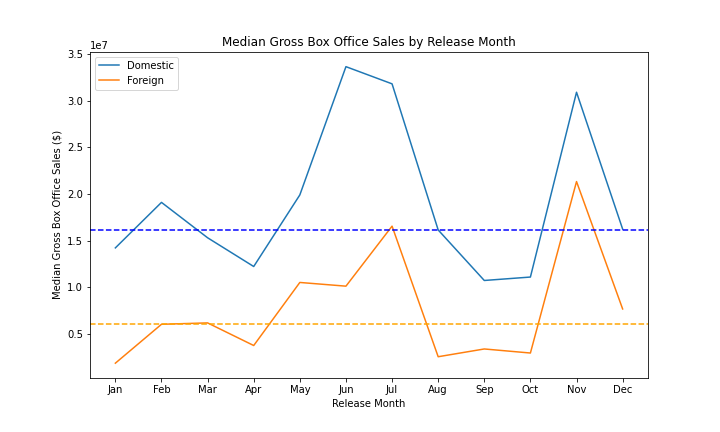 Median Gross Box Office Sales by Release Month
1e7
Domestic
Foreign
3.5
3.0
2.5
2.0
1.5
1.0
0.5
Median Gross Box Office Sales ($)
Jan Feb Mar Apr May Jun Jul Aug Sep Oct Nov Dec
Release Month